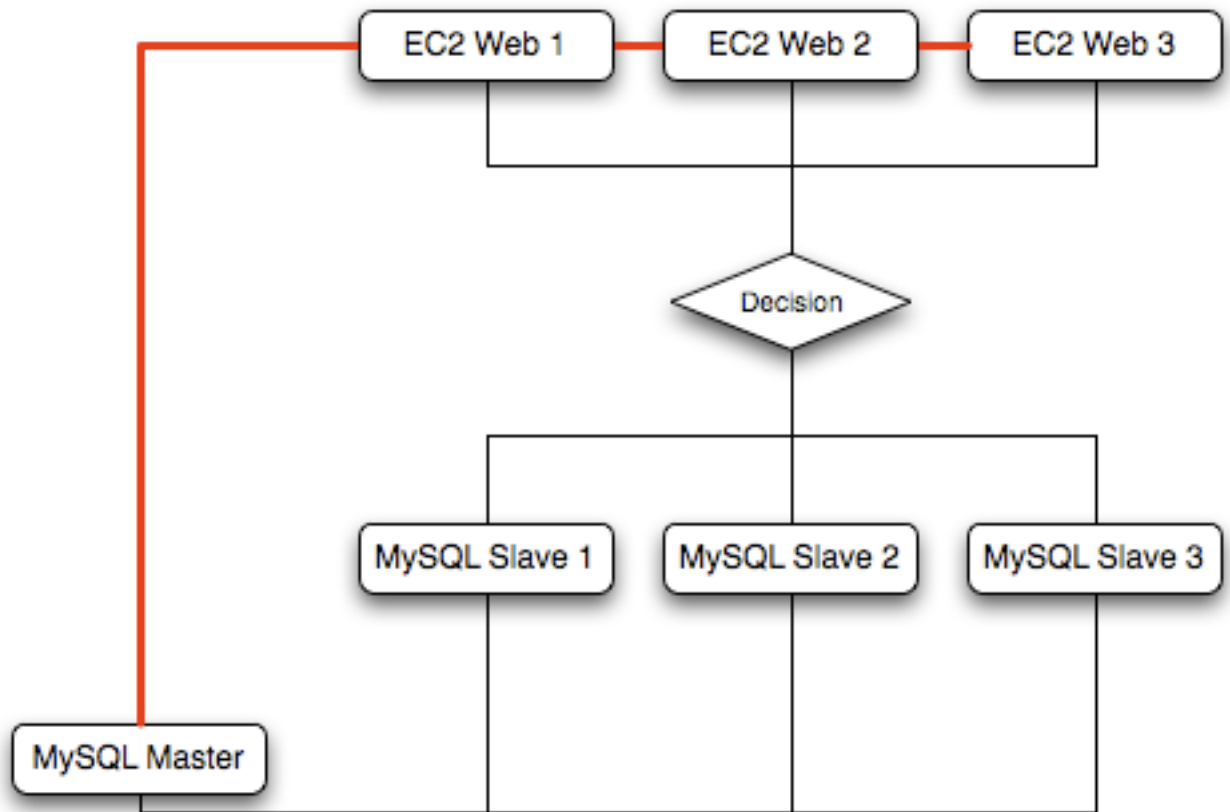 EC2 Web 1
EC2 Web 2
EC2 Web 3
Decision
MySQL Slave 1
MySQL Slave 2
MySQL Slave 3
MySQL Master